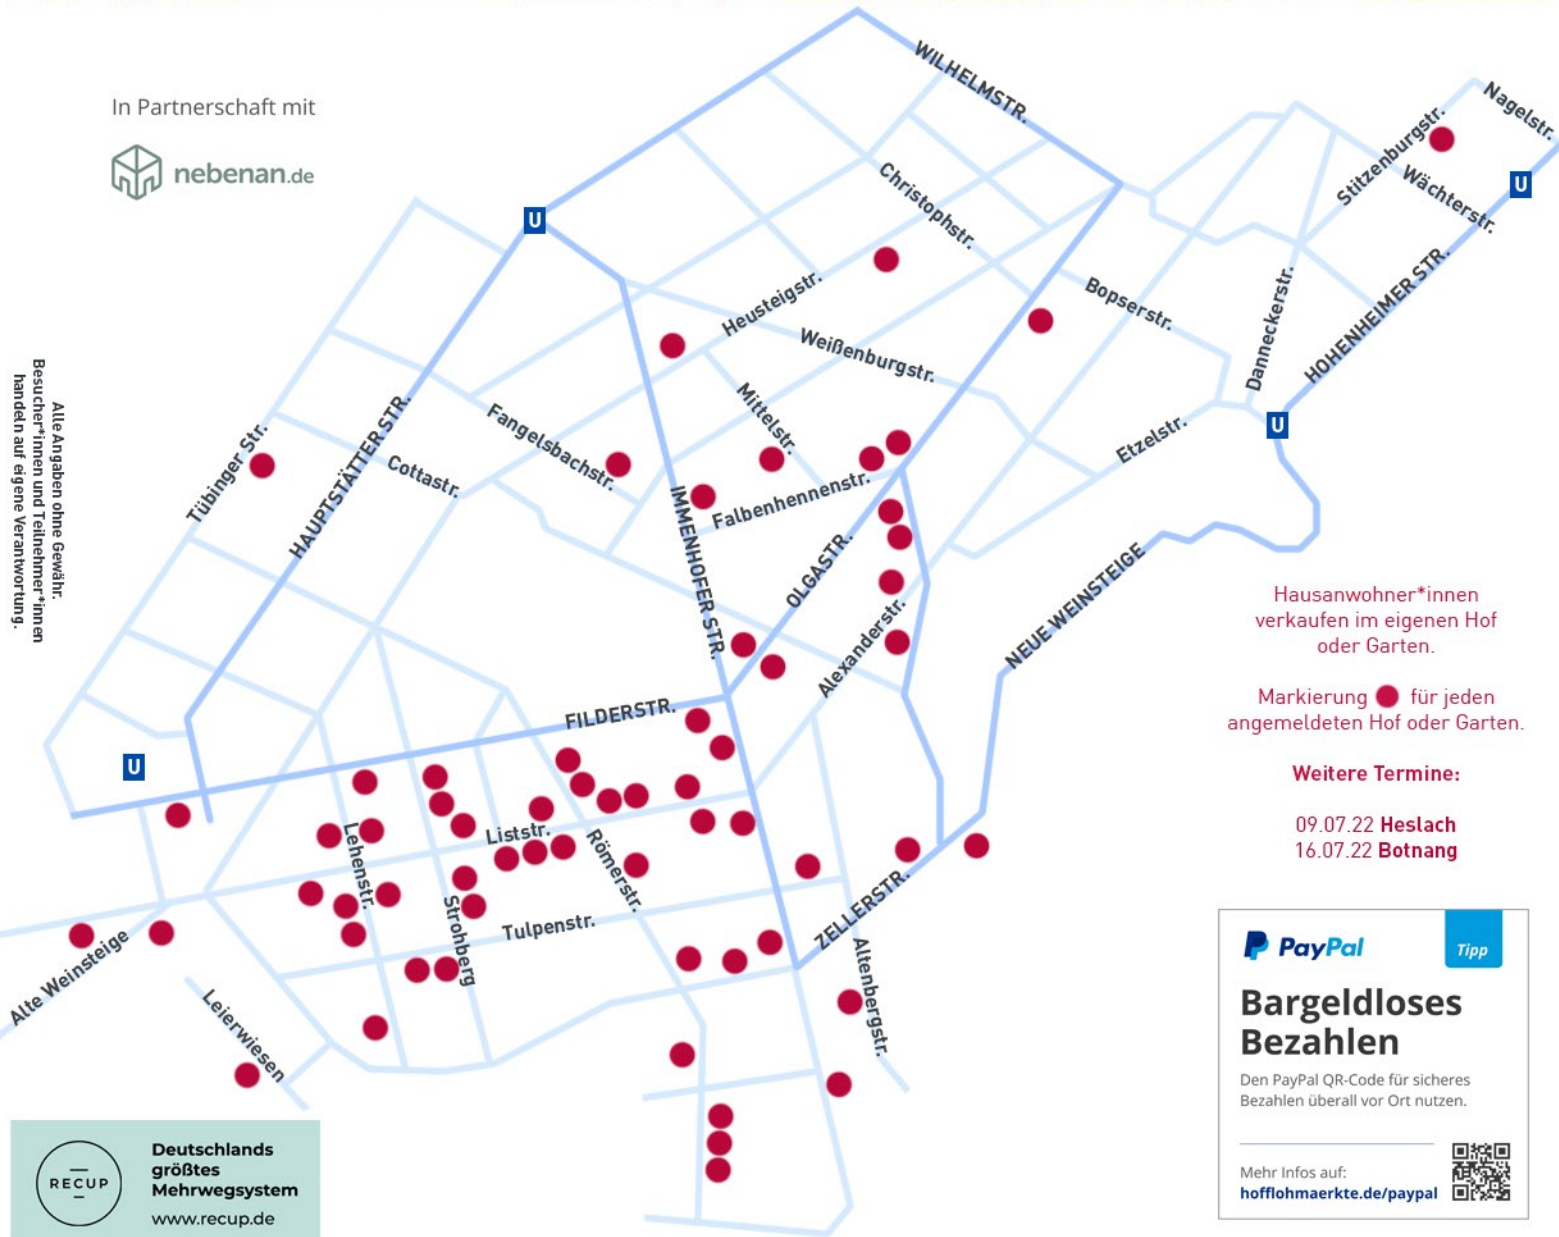 In Partnerschaft mit
nebenan.de
WILHELMSTR.
Nagelstr.
Stitzenburgstr.
Wächterstr.
U
U
Christophstr.
HOHENHEIMER STR.
Heusteigstr.
Bopserstr.
Danneckerstr.
Weißenburgstr.
Alle Angaben ohne Gewähr.
Besucher*innen und Teilnehmer*innen
handeln auf eigene Verantwortung.
Mittelstr.
HAUPTSTÄTTER STR.
Fangelsbachstr.
Tübinger Str.
Cottastr.
Etzelstr.
U
Falbenhennenstr.
IMMENHOFER STR.
OLGASTR.
NEUE WEINSTEIGE
Alexanderstr.
Hausanwohner*innen
verkaufen im eigenen Hof
oder Garten.
Markierung für jeden
angemeldeten Hof oder Garten.
Weitere Termine:
09.07.22 Heslach
16.07.22 Botnang
FILDERSTR.
U
Lehenstr.
Liststr.
Römerstr.
Strohberg
Tulpenstr.
ZELLERSTR.
Altenbergstr.
Alte Weinsteige
Leierwiesen
PayPal
Tipp
Bargeldloses
Bezahlen
Den PayPal QR-Code für sicheres
Bezahlen überall vor Ort nutzen.
Mehr Infos auf:
hofflohmaerkte.de/paypal
RECUP
Deutschlands
größtes
Mehrwegsystem
www.recup.de